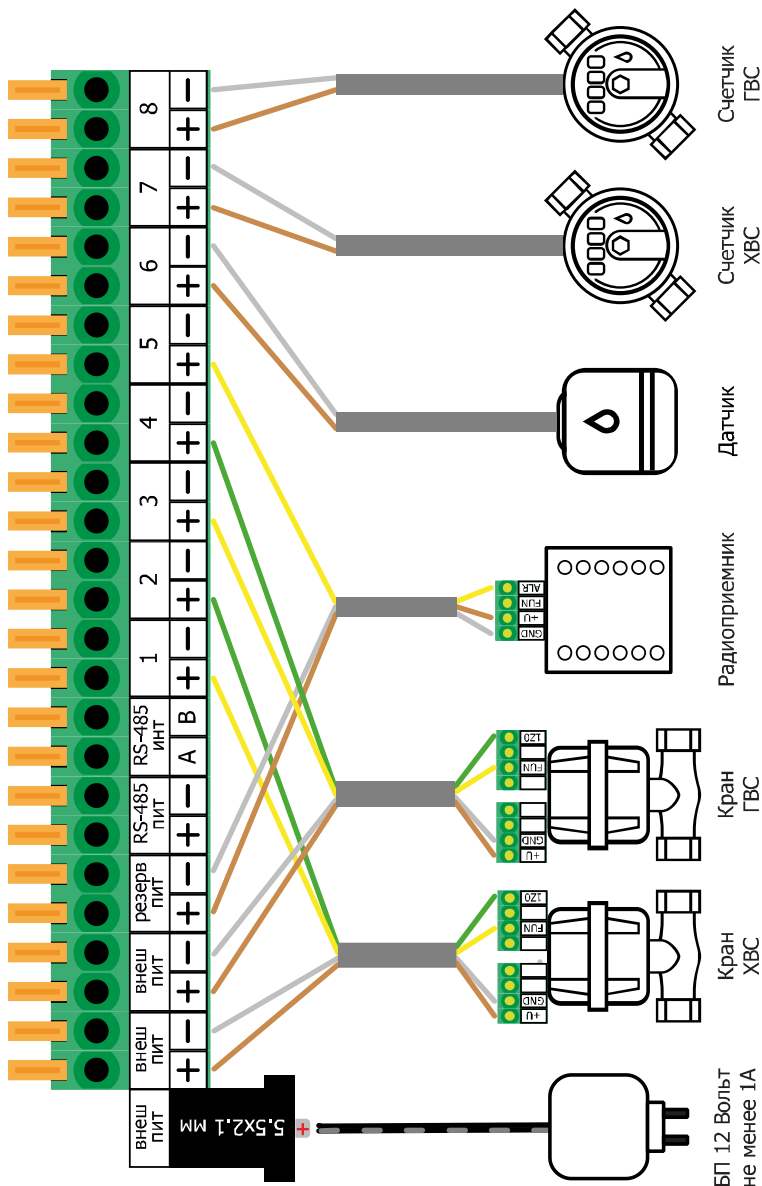 8
− +
7
− +
6
− +
5
− +
4
− +
3
− +
2
− +
1
− +
RS-485
инт
B A
RS-485
пит
− +
резерв
пит
− +
внеш
пит
− +
внеш
пит
− +
внеш
пит
5.5x2.1 мм
+
Счетчик
ГВС
Счетчик
ХВС
Датчик
Радиоприемник
ALR
FUN
+U
GND
Кран
ГВС
1Z0
FUN
GND
+U
Кран
ХВС
1Z0
FUN
GND
+U
БП 12 Вольт
не менее 1А